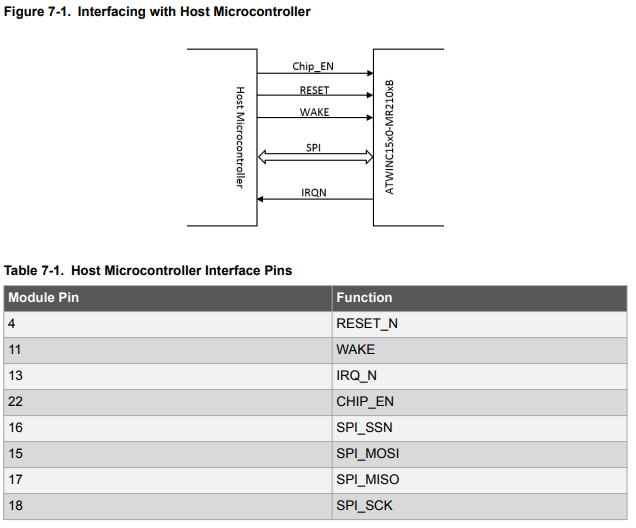 Figure 7-1. Interfacing with Host Microcontroller
Chip_EN
RESET
WAKE
SPI
IRQN
Host Microcontroller
ATWINC15x0-MR210xB
Table 7-1. Host Microcontroller Interface Pins
Module Pin Function
4 RESET_N
11 WAKE
13 IRQ_N
22 CHIP_EN
16 SPI_SSN
15 SPI_MOSI
17 SPI_MISO
18 SPI_SCK